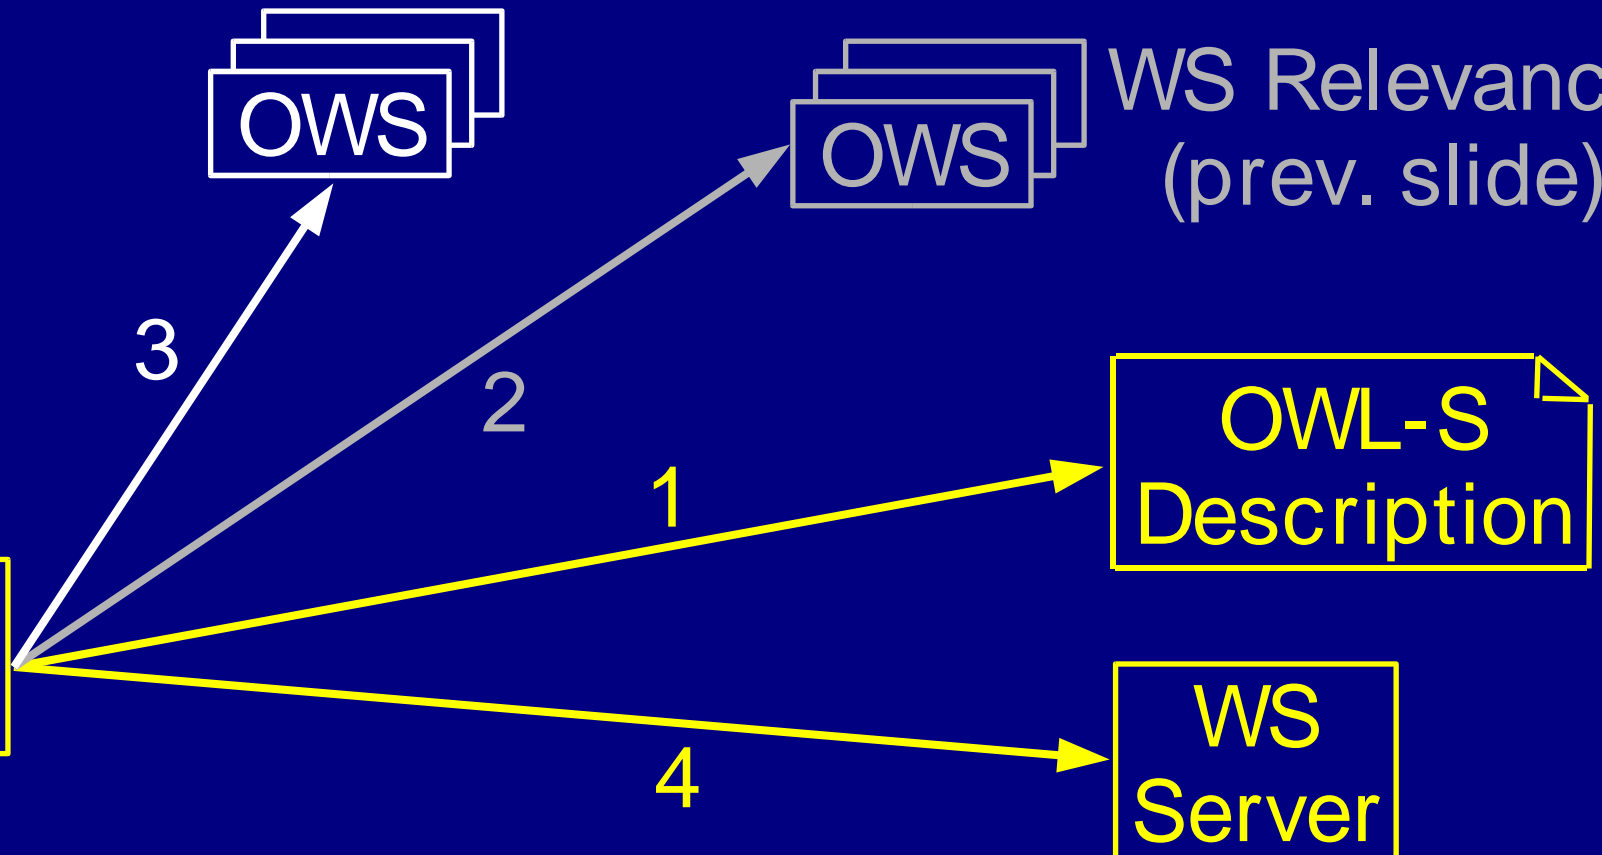 OWS
OWS
WS Relevanc
(prev. slide)
3
2
1
OWL-S
Description
4
WS
Server